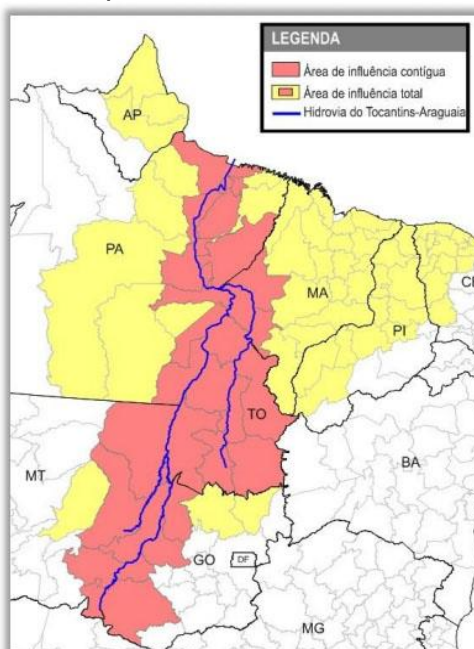 LEGENDA
Área de influência contígua
Área de influência total
Hidrovia do Tocantins-Araguaia
AP
PA
MA
PI
TO
MT
BA
GO
DF
MG